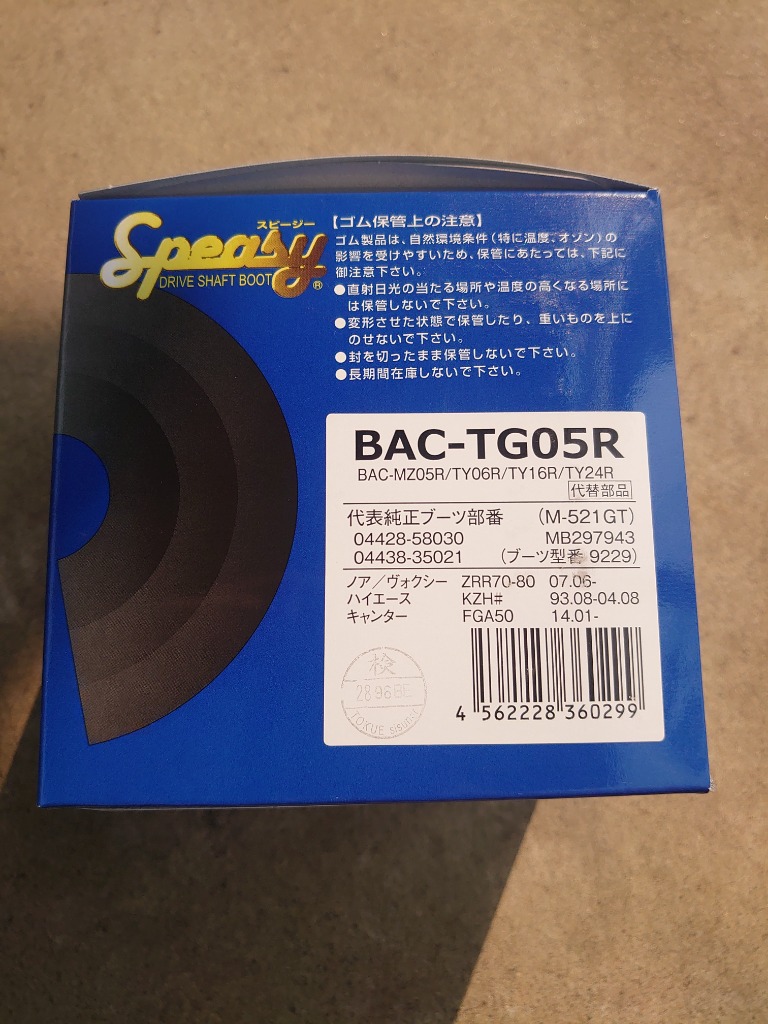 スピージー
Speasy
DRIVE SHAFT BOOT®
【ゴム保管上の注意】
ゴム製品は、自然環境条件（特に温度、オゾン）の
影響を受けやすいため、保管にあたっては、下記に
御注意下さい。
●直射日光の当たる場所や温度の高くなる場所に
は保管しないで下さい。
●変形させた状態で保管したり、重いものを上に
のせないで下さい。
●封を切ったまま保管しないで下さい。
●長期間在庫しないで下さい。
BAC-TG05R
BAC-MZ05R/TY06R/TY16R/TY24R
代替部品
代表純正ブーツ部番 （M-521GT）
04428-58030 MB297943
04438-35021 （ブーツ型番 9229）
ノア／ヴォクシー ZRR70-80 07.06-
ハイエース KZH# 93.08-04.08
キャンター FGA50 14.01-
検
4 562228 360299